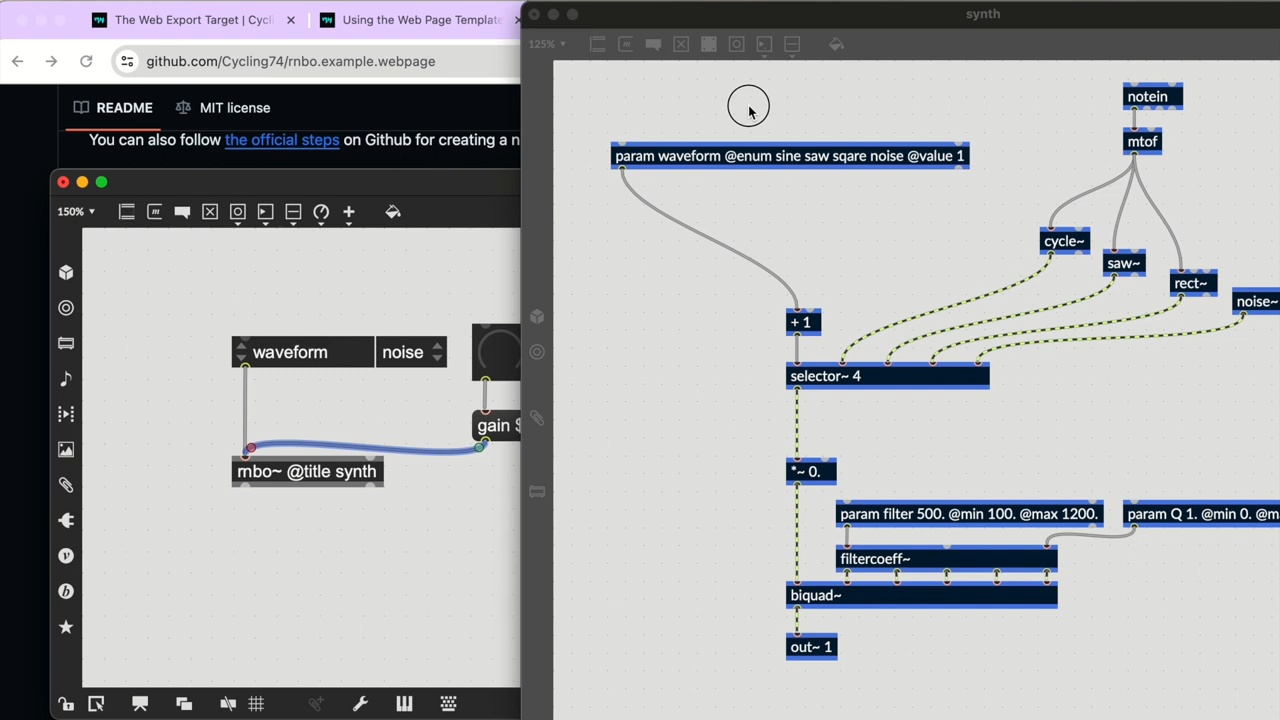 The Web Export Target | Cycli
Using the Web Page Template
synth
github.com/Cycling74/rnbo.example.webpage
125%
README
MIT license
You can also follow the official steps on Github for creating a n
150%
notein
mtof
param waveform @enum sine saw sqare noise @value 1
cycle~
saw~
rect~
noise~
+ 1
selector~ 4
waveform
noise
gain $
rnbo~ @title synth
*~ 0.
param filter 500. @min 100. @max 1200.
param Q 1. @min 0. @ma
filtercoeff~
biquad~
out~ 1